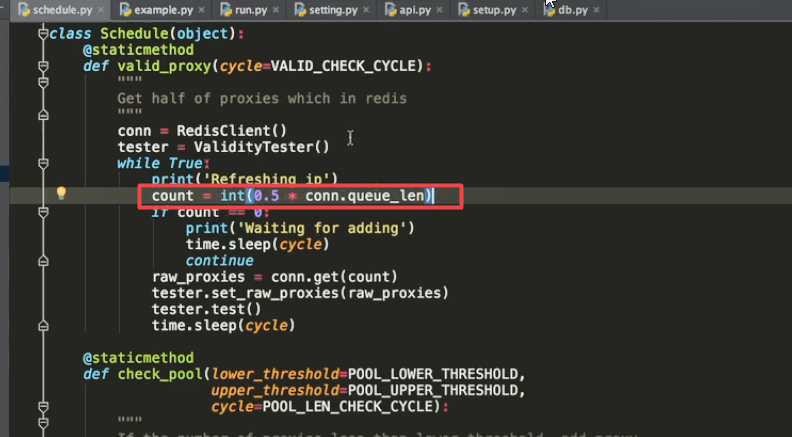 schedule.py × example.py × run.py × setting.py × api.py × setup.py × db.py ×
class Schedule(object):
@staticmethod
def valid_proxy(cycle=VALID_CHECK_CYCLE):
"""
Get half of proxies which in redis
"""
conn = RedisClient()
tester = ValidityTester()
while True:
print('Refreshing ip')
count = int(0.5 * conn.queue_len)
if count == 0:
print('Waiting for adding')
time.sleep(cycle)
continue
raw_proxies = conn.get(count)
tester.set_raw_proxies(raw_proxies)
tester.test()
time.sleep(cycle)
@staticmethod
def check_pool(lower_threshold=POOL_LOWER_THRESHOLD,
upper_threshold=POOL_UPPER_THRESHOLD,
cycle=POOL_LEN_CHECK_CYCLE):
"""
If the number of proxies less than lower_threshold, add proxy